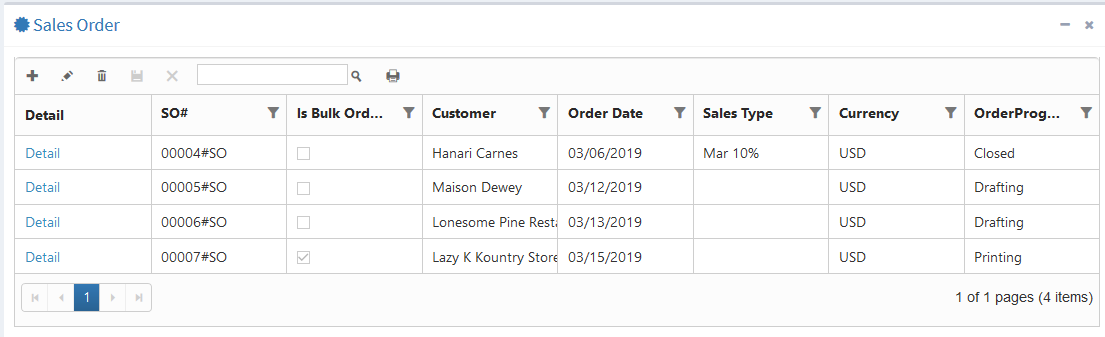 Sales Order
Detail SO# Is Bulk Ord... Customer Order Date Sales Type Currency OrderProg...
Detail 00004#SO Hanari Carnes 03/06/2019 Mar 10% USD Closed
Detail 00005#SO Maison Dewey 03/12/2019 USD Drafting
Detail 00006#SO Lonesome Pine Resta 03/13/2019 USD Drafting
Detail 00007#SO Lazy K Kountry Store 03/15/2019 USD Printing
1 1 of 1 pages (4 items)